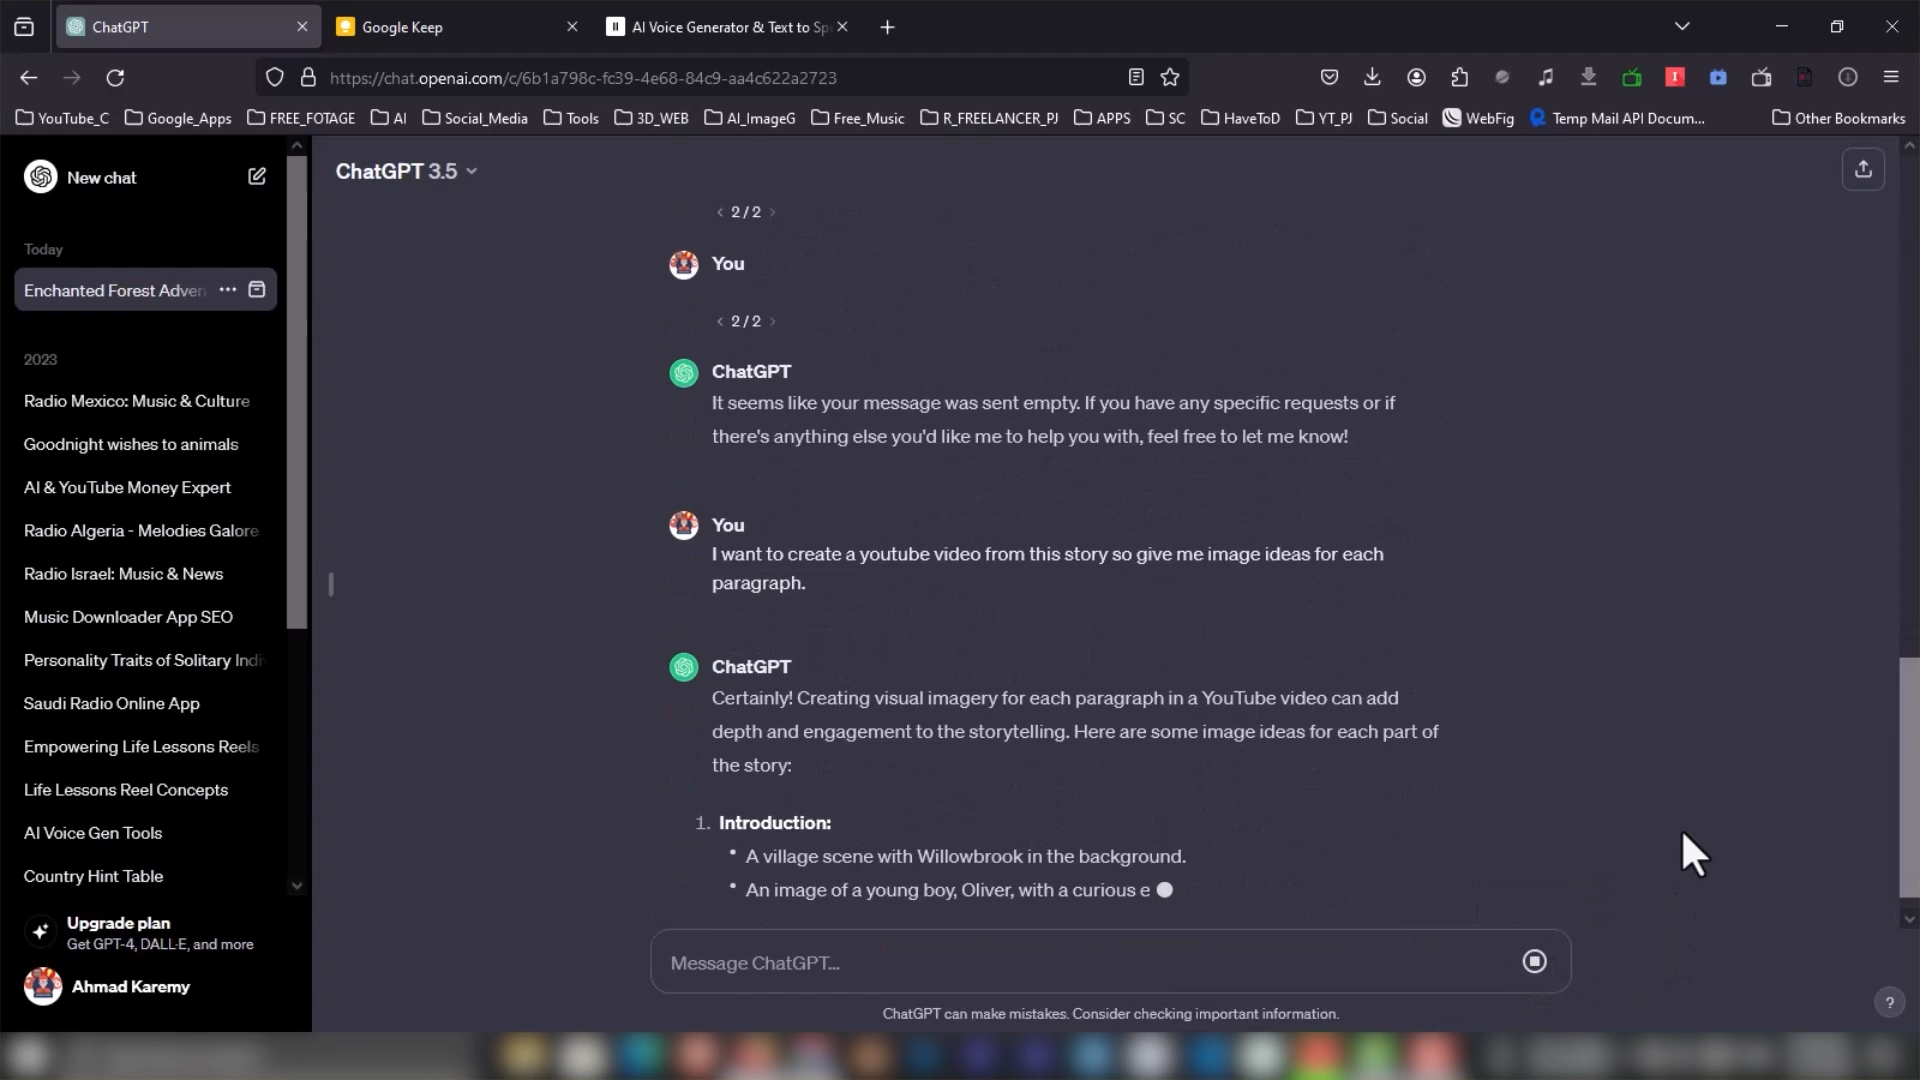 ChatGPT
Google Keep
AI Voice Generator & Text to Sp
https://chat.openai.com/c/6b1a798c-fc39-4e68-84c9-aa4c622a2723
YouTube_C
Google_Apps
FREE_FOTAGE
AI
Social_Media
Tools
3D_WEB
AI_ImageG
Free_Music
R_FREELANCER_PJ
APPS
SC
HaveToD
YT_PJ
Social
WebFig
Temp Mail API Docum...
Other Bookmarks
New chat
Today
Enchanted Forest Adven
2023
Radio Mexico: Music & Culture
Goodnight wishes to animals
AI & YouTube Money Expert
Radio Algeria - Melodies Galore
Radio Israel: Music & News
Music Downloader App SEO
Personality Traits of Solitary Indi
Saudi Radio Online App
Empowering Life Lessons Reels
Life Lessons Reel Concepts
AI Voice Gen Tools
Country Hint Table
Upgrade plan
Get GPT-4, DALL·E, and more
Ahmad Karemy
ChatGPT 3.5
< 2 / 2 >
You
< 2 / 2 >
ChatGPT
It seems like your message was sent empty. If you have any specific requests or if
there's anything else you'd like me to help you with, feel free to let me know!
You
I want to create a youtube video from this story so give me image ideas for each
paragraph.
ChatGPT
Certainly! Creating visual imagery for each paragraph in a YouTube video can add
depth and engagement to the storytelling. Here are some image ideas for each part of
the story:
1. Introduction:
• A village scene with Willowbrook in the background.
• An image of a young boy, Oliver, with a curious e
Message ChatGPT...
ChatGPT can make mistakes. Consider checking important information.
?